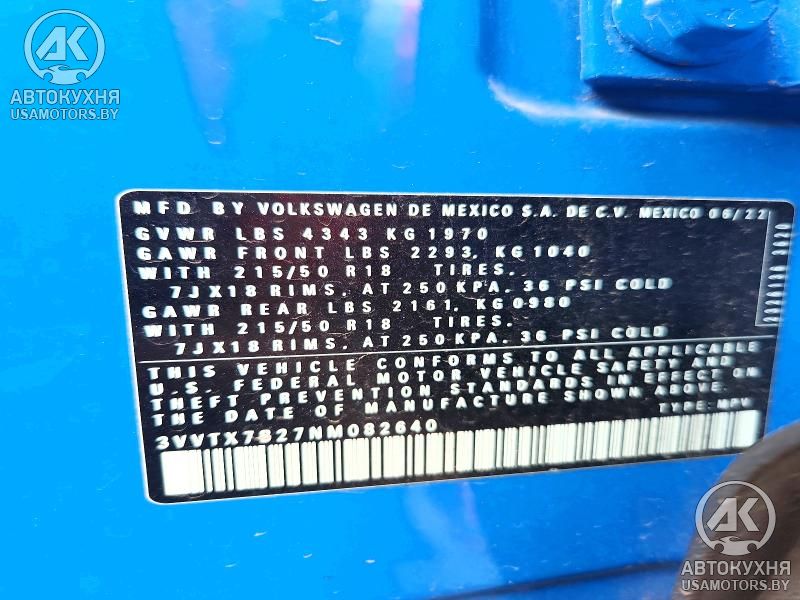 AK
АВТОКУХНЯ
USAMOTORS.BY
MFD BY VOLKSWAGEN DE MEXICO S.A. DE C.V. MEXICO 06/22
GVWR LBS 4343 KG 1970
GAWR FRONT LBS 2293, KG 1040
WITH 215/50 R18 TIRES.
7JX18 RIMS. AT 250 KPA. 36 PSI COLD
GAWR REAR LBS 2161, KG 0980
WITH 215/50 R18 TIRES.
7JX18 RIMS. AT 250 KPA. 36 PSI COLD
THIS VEHICLE CONFORMS TO ALL APPLICABLE
U.S. FEDERAL MOTOR VEHICLE SAFETY AND
THEFT PREVENTION STANDARDS IN EFFECT ON
THE DATE OF MANUFACTURE SHOWN ABOVE.
TYPE: MPV
3VVTX7B27NM082640
AK
АВТОКУХНЯ
USAMOTORS.BY